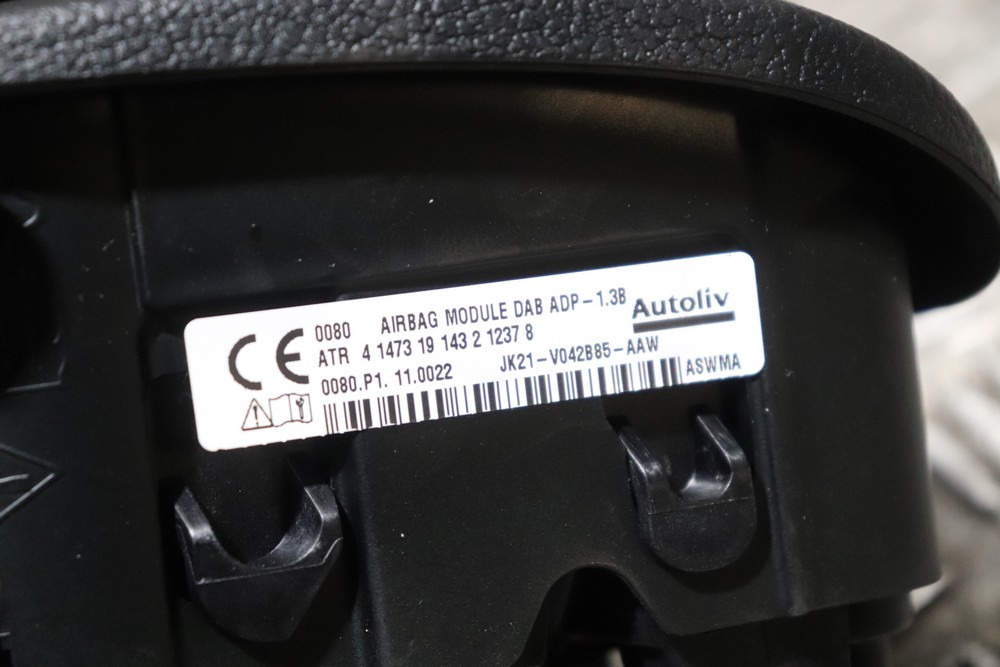 CE 0080 AIRBAG MODULE DAB ADP-1.3B Autoliv
ATR 4 1473 19 143 2 1237 8
0080.P1. 11.0022 JK21-V042B85-AAW
ASWMA